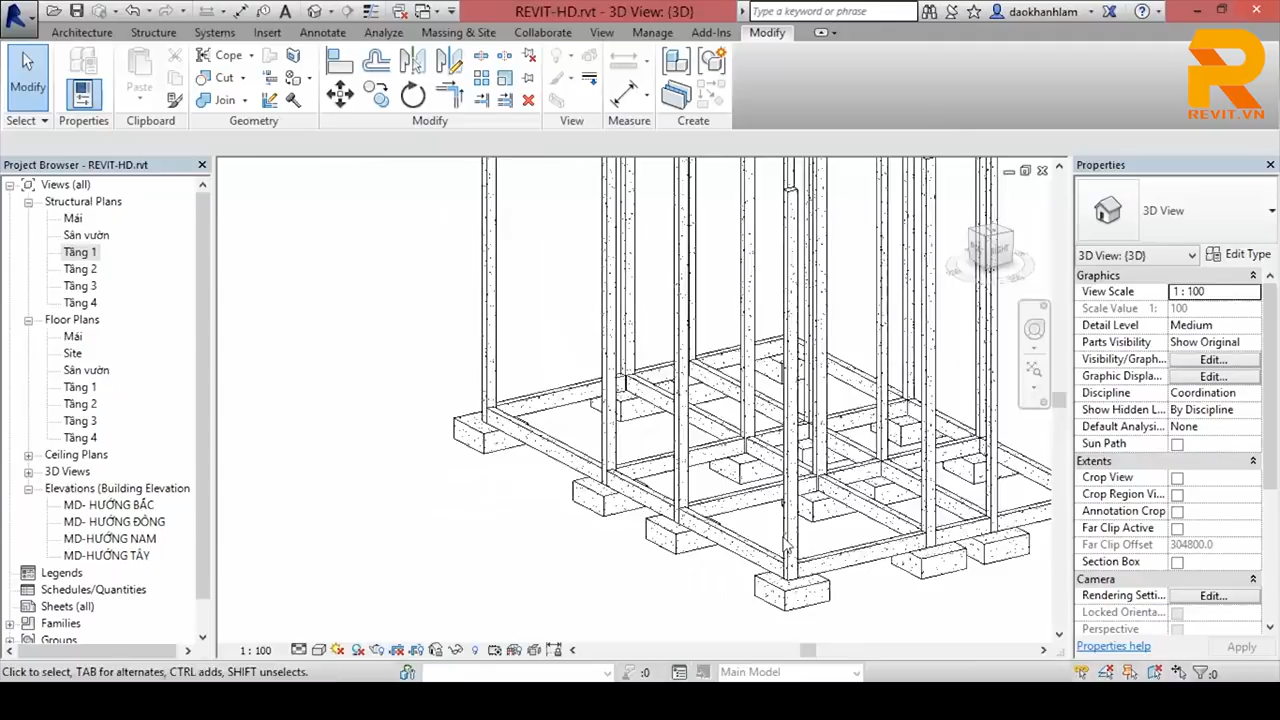 REVIT-HD.rvt - 3D View: {3D}
Type a keyword or phrase
daokhanhlam
Architecture
Structure
Systems
Insert
Annotate
Analyze
Massing & Site
Collaborate
View
Manage
Add-Ins
Modify
Modify
Paste
Cope
Cut
Join
Select
Properties
Clipboard
Geometry
Modify
View
Measure
Create
REVIT.VN
Project Browser - REVIT-HD.rvt
Views (all)
Structural Plans
Mái
Sân vườn
Tầng 1
Tầng 2
Tầng 3
Tầng 4
Floor Plans
Mái
Site
Sân vườn
Tầng 1
Tầng 2
Tầng 3
Tầng 4
Ceiling Plans
3D Views
Elevations (Building Elevation
MD- HƯỚNG BẮC
MD- HƯỚNG ĐÔNG
MD-HƯỚNG NAM
MD-HƯỚNG TÂY
Legends
Schedules/Quantities
Sheets (all)
Families
Groups
Properties
3D View
3D View: {3D}
Edit Type
Graphics
View Scale
1 : 100
Scale Value 1:
100
Detail Level
Medium
Parts Visibility
Show Original
Visibility/Graph...
Edit...
Graphic Displa...
Edit...
Discipline
Coordination
Show Hidden L...
By Discipline
Default Analysi...
None
Sun Path
Extents
Crop View
Crop Region Vi...
Annotation Crop
Far Clip Active
Far Clip Offset
304800.0
Section Box
Camera
Rendering Setti...
Edit...
Locked Orienta...
Perspective
Properties help
Apply
1 : 100
Click to select, TAB for alternates, CTRL adds, SHIFT unselects.
:0
Main Model
:0